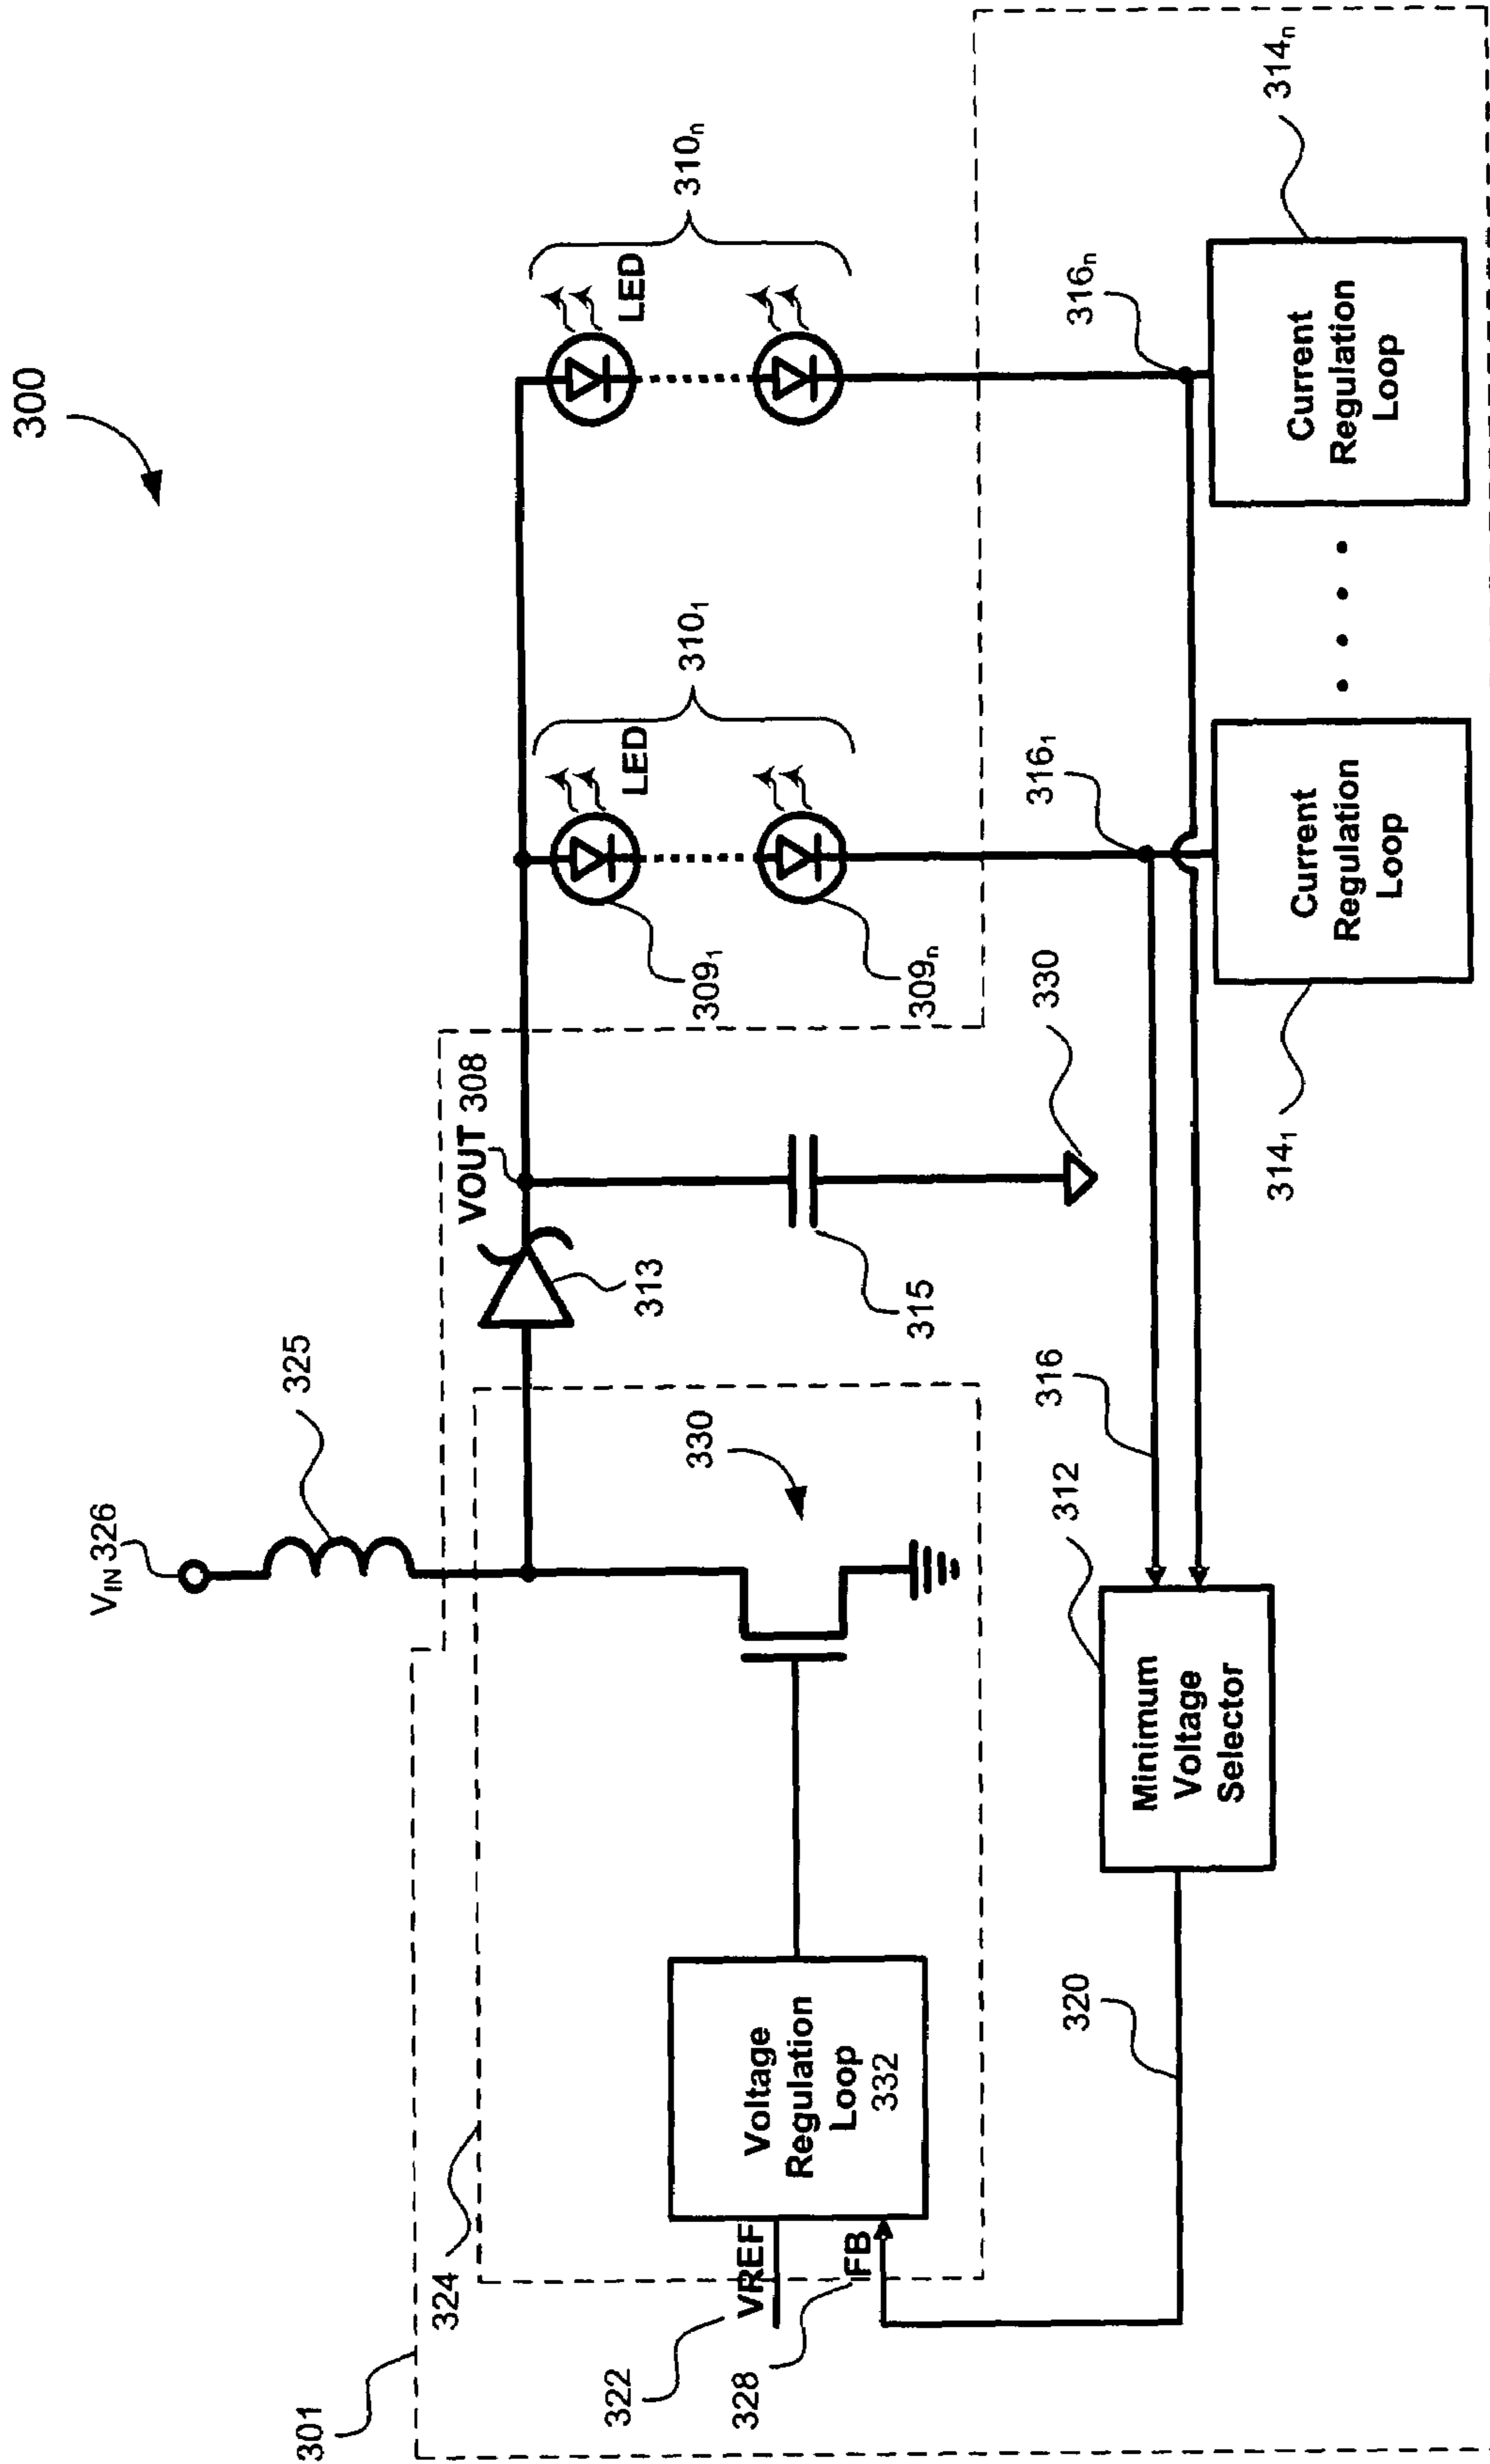 300
V_IN 326
325
301
324
VOUT 308
313
315
330
330
LED
310₁
LED
310ₙ
309₁
309ₙ
322
VREF
328
FB
Voltage
Regulation
Loop
332
320
312
316
Minimum
Voltage
Selector
316₁
316ₙ
314₁
Current
Regulation
Loop
314ₙ
Current
Regulation
Loop